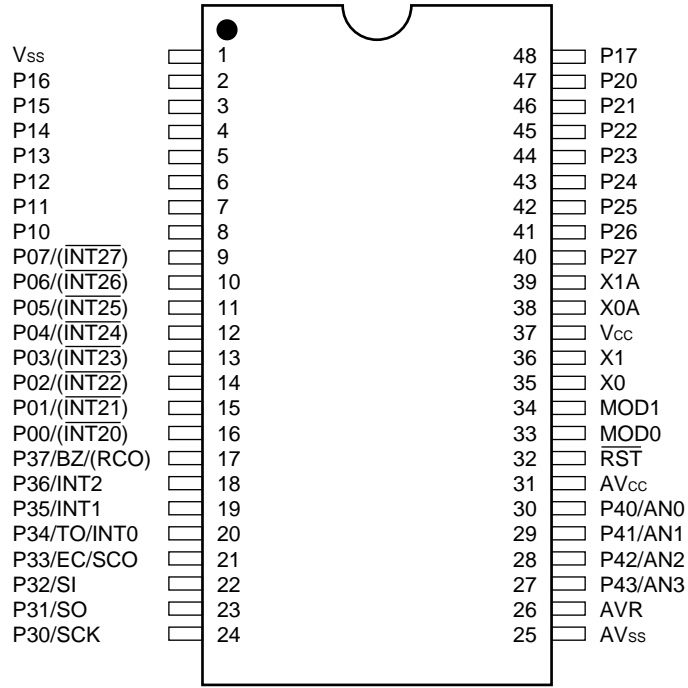 Vss 1 48 P17
P16 2 47 P20
P15 3 46 P21
P14 4 45 P22
P13 5 44 P23
P12 6 43 P24
P11 7 42 P25
P10 8 41 P26
P07/(INT27) 9 40 P27
P06/(INT26) 10 39 X1A
P05/(INT25) 11 38 X0A
P04/(INT24) 12 37 Vcc
P03/(INT23) 13 36 X1
P02/(INT22) 14 35 X0
P01/(INT21) 15 34 MOD1
P00/(INT20) 16 33 MOD0
P37/BZ/(RCO) 17 32 RST
P36/INT2 18 31 AVcc
P35/INT1 19 30 P40/AN0
P34/TO/INT0 20 29 P41/AN1
P33/EC/SCO 21 28 P42/AN2
P32/SI 22 27 P43/AN3
P31/SO 23 26 AVR
P30/SCK 24 25 AVss